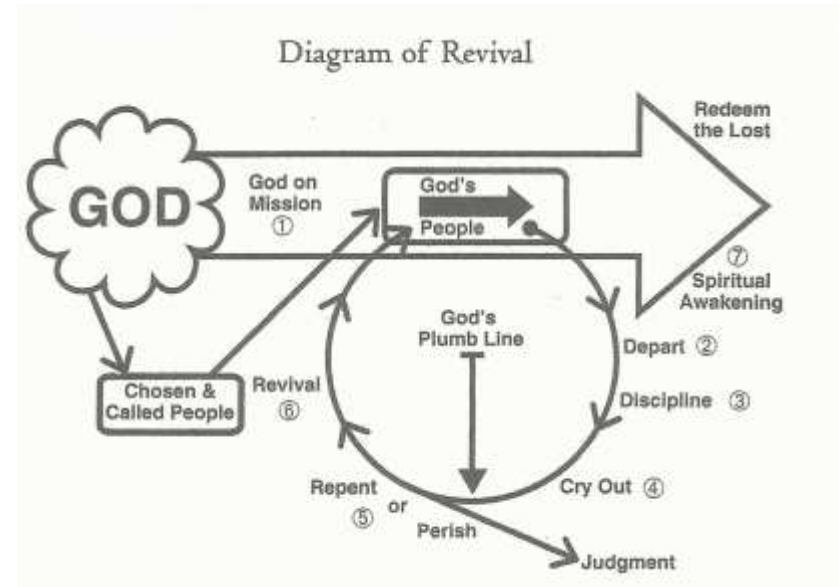 Diagram of Revival
GOD
God on
Mission
①
God's
People
Redeem
the Lost
⑦
Spiritual
Awakening
Chosen &
Called People
God's
Plumb Line
Depart ②
Discipline ③
Cry Out ④
Repent
⑤
or
Perish
Judgment
Revival
⑥